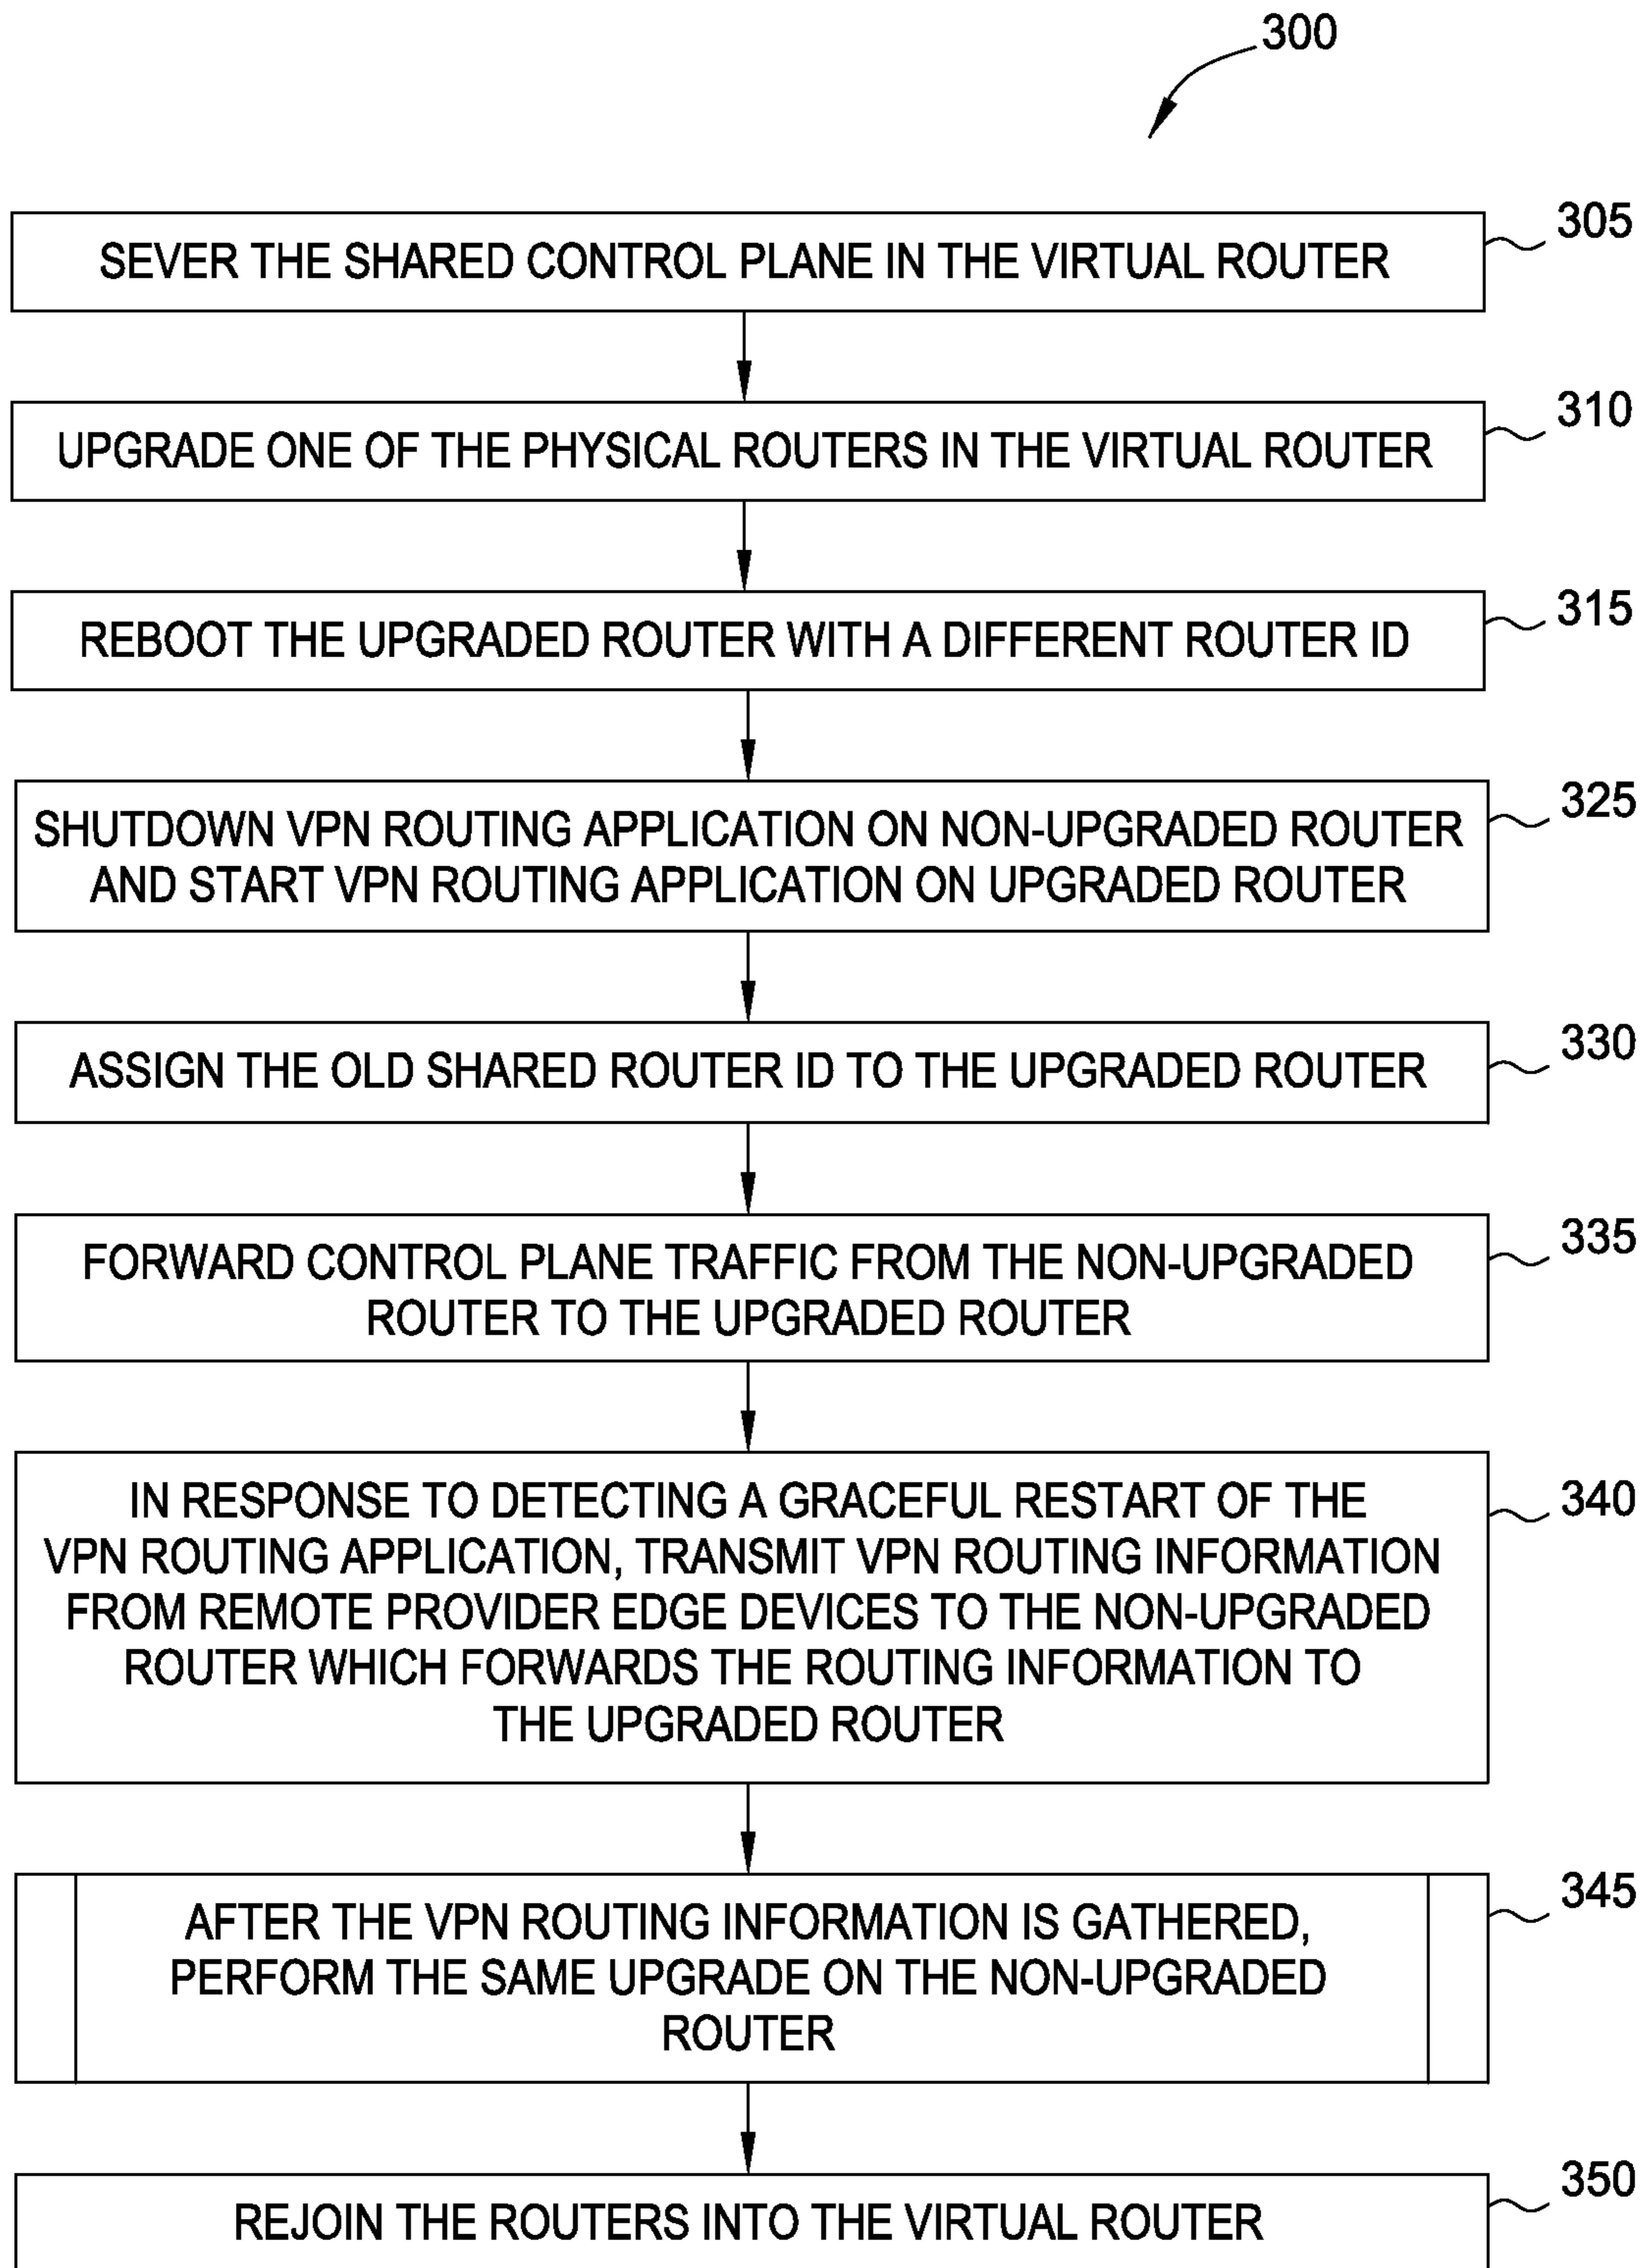 300
305
SEVER THE SHARED CONTROL PLANE IN THE VIRTUAL ROUTER
310
UPGRADE ONE OF THE PHYSICAL ROUTERS IN THE VIRTUAL ROUTER
315
REBOOT THE UPGRADED ROUTER WITH A DIFFERENT ROUTER ID
325
SHUTDOWN VPN ROUTING APPLICATION ON NON-UPGRADED ROUTER
AND START VPN ROUTING APPLICATION ON UPGRADED ROUTER
330
ASSIGN THE OLD SHARED ROUTER ID TO THE UPGRADED ROUTER
335
FORWARD CONTROL PLANE TRAFFIC FROM THE NON-UPGRADED
ROUTER TO THE UPGRADED ROUTER
340
IN RESPONSE TO DETECTING A GRACEFUL RESTART OF THE
VPN ROUTING APPLICATION, TRANSMIT VPN ROUTING INFORMATION
FROM REMOTE PROVIDER EDGE DEVICES TO THE NON-UPGRADED
ROUTER WHICH FORWARDS THE ROUTING INFORMATION TO
THE UPGRADED ROUTER
345
AFTER THE VPN ROUTING INFORMATION IS GATHERED,
PERFORM THE SAME UPGRADE ON THE NON-UPGRADED
ROUTER
350
REJOIN THE ROUTERS INTO THE VIRTUAL ROUTER